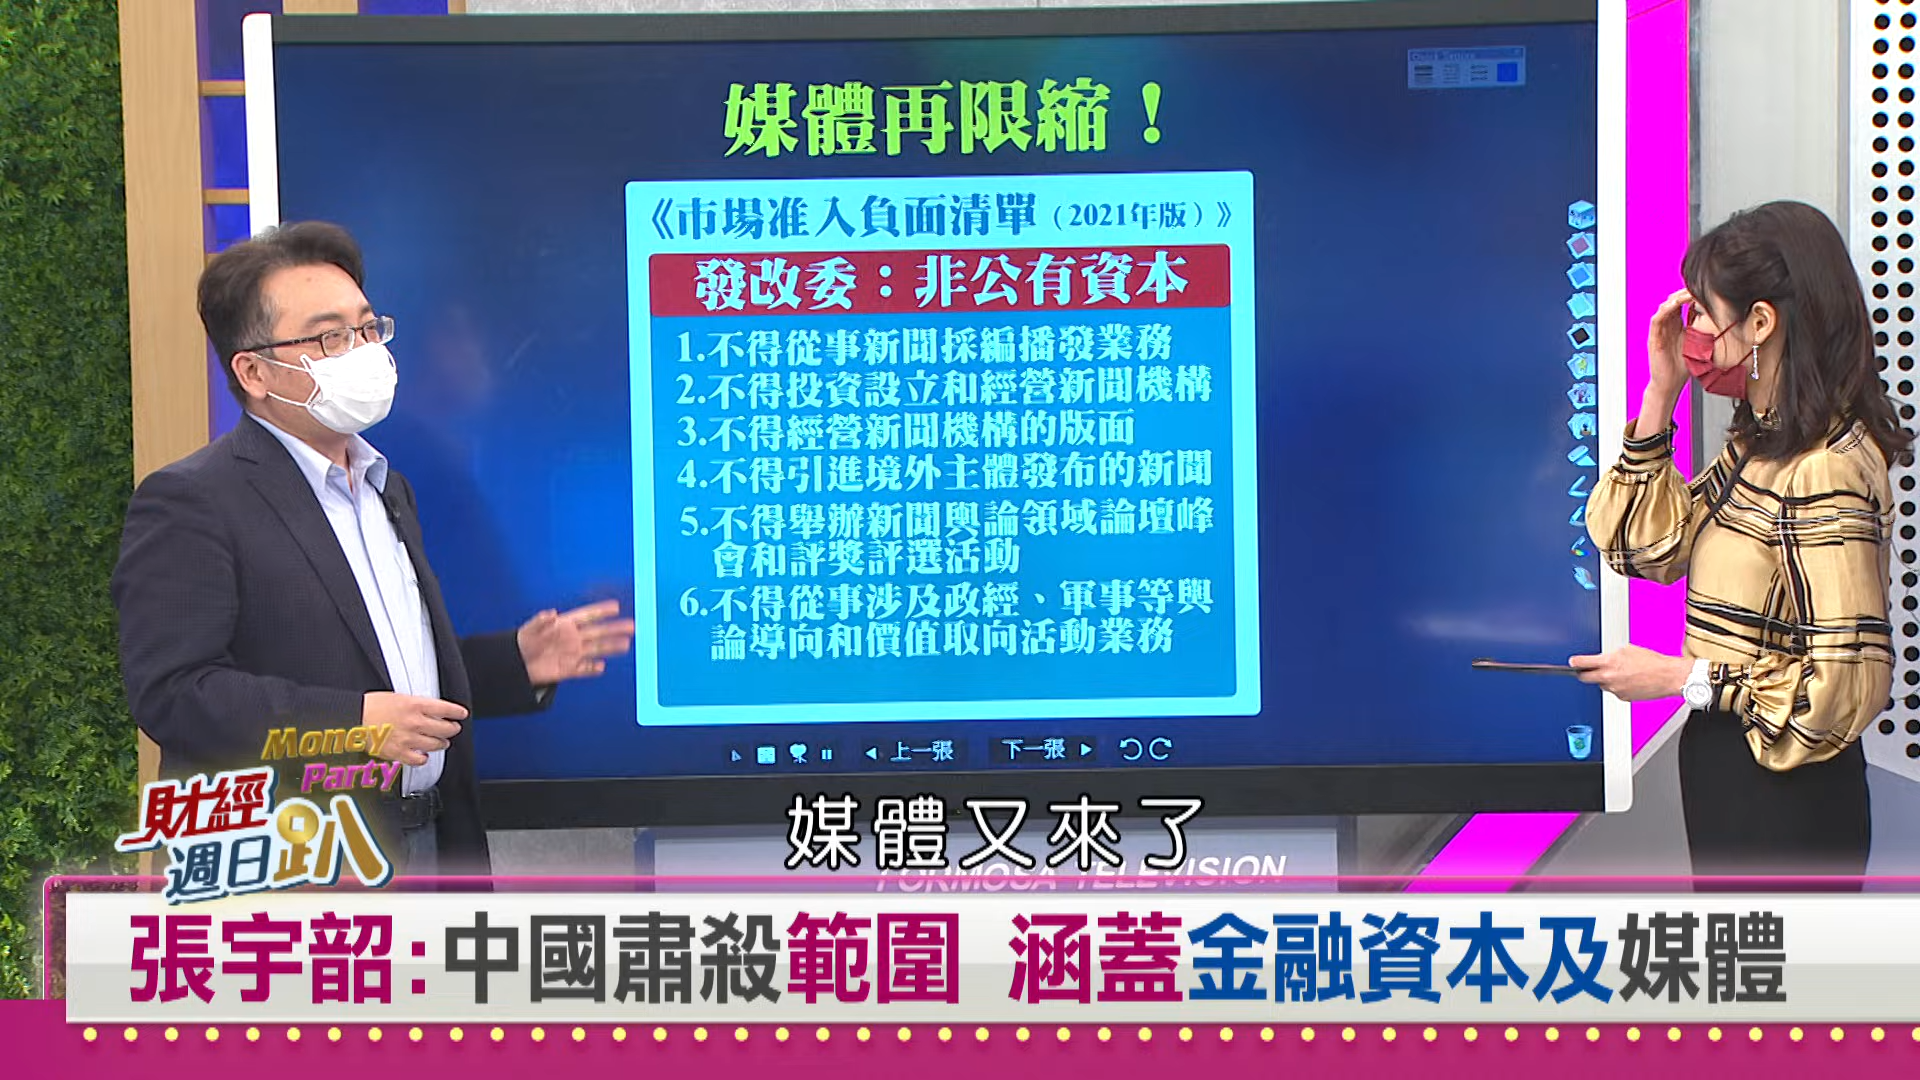 媒體再限縮！
《市場准入負面清單（2021年版）》
發改委：非公有資本
1.不得從事新聞採編播發業務
2.不得投資設立和經營新聞機構
3.不得經營新聞機構的版面
4.不得引進境外主體發布的新聞
5.不得舉辦新聞輿論領域論壇峰
會和評獎評選活動
6.不得從事涉及政經、軍事等輿
論導向和價值取向活動業務
上一張
下一張
Money
Party
財經
週日趴
媒體又來了
FORMOSA TELEVISION
張宇韶:中國肅殺範圍 涵蓋金融資本及媒體